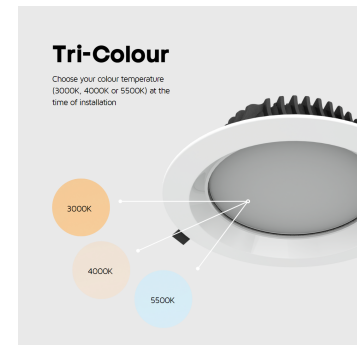 Tri-Colour
Choose your colour temperature
(3000K, 4000K or 5500K) at the
time of installation
3000K
4000K
5500K